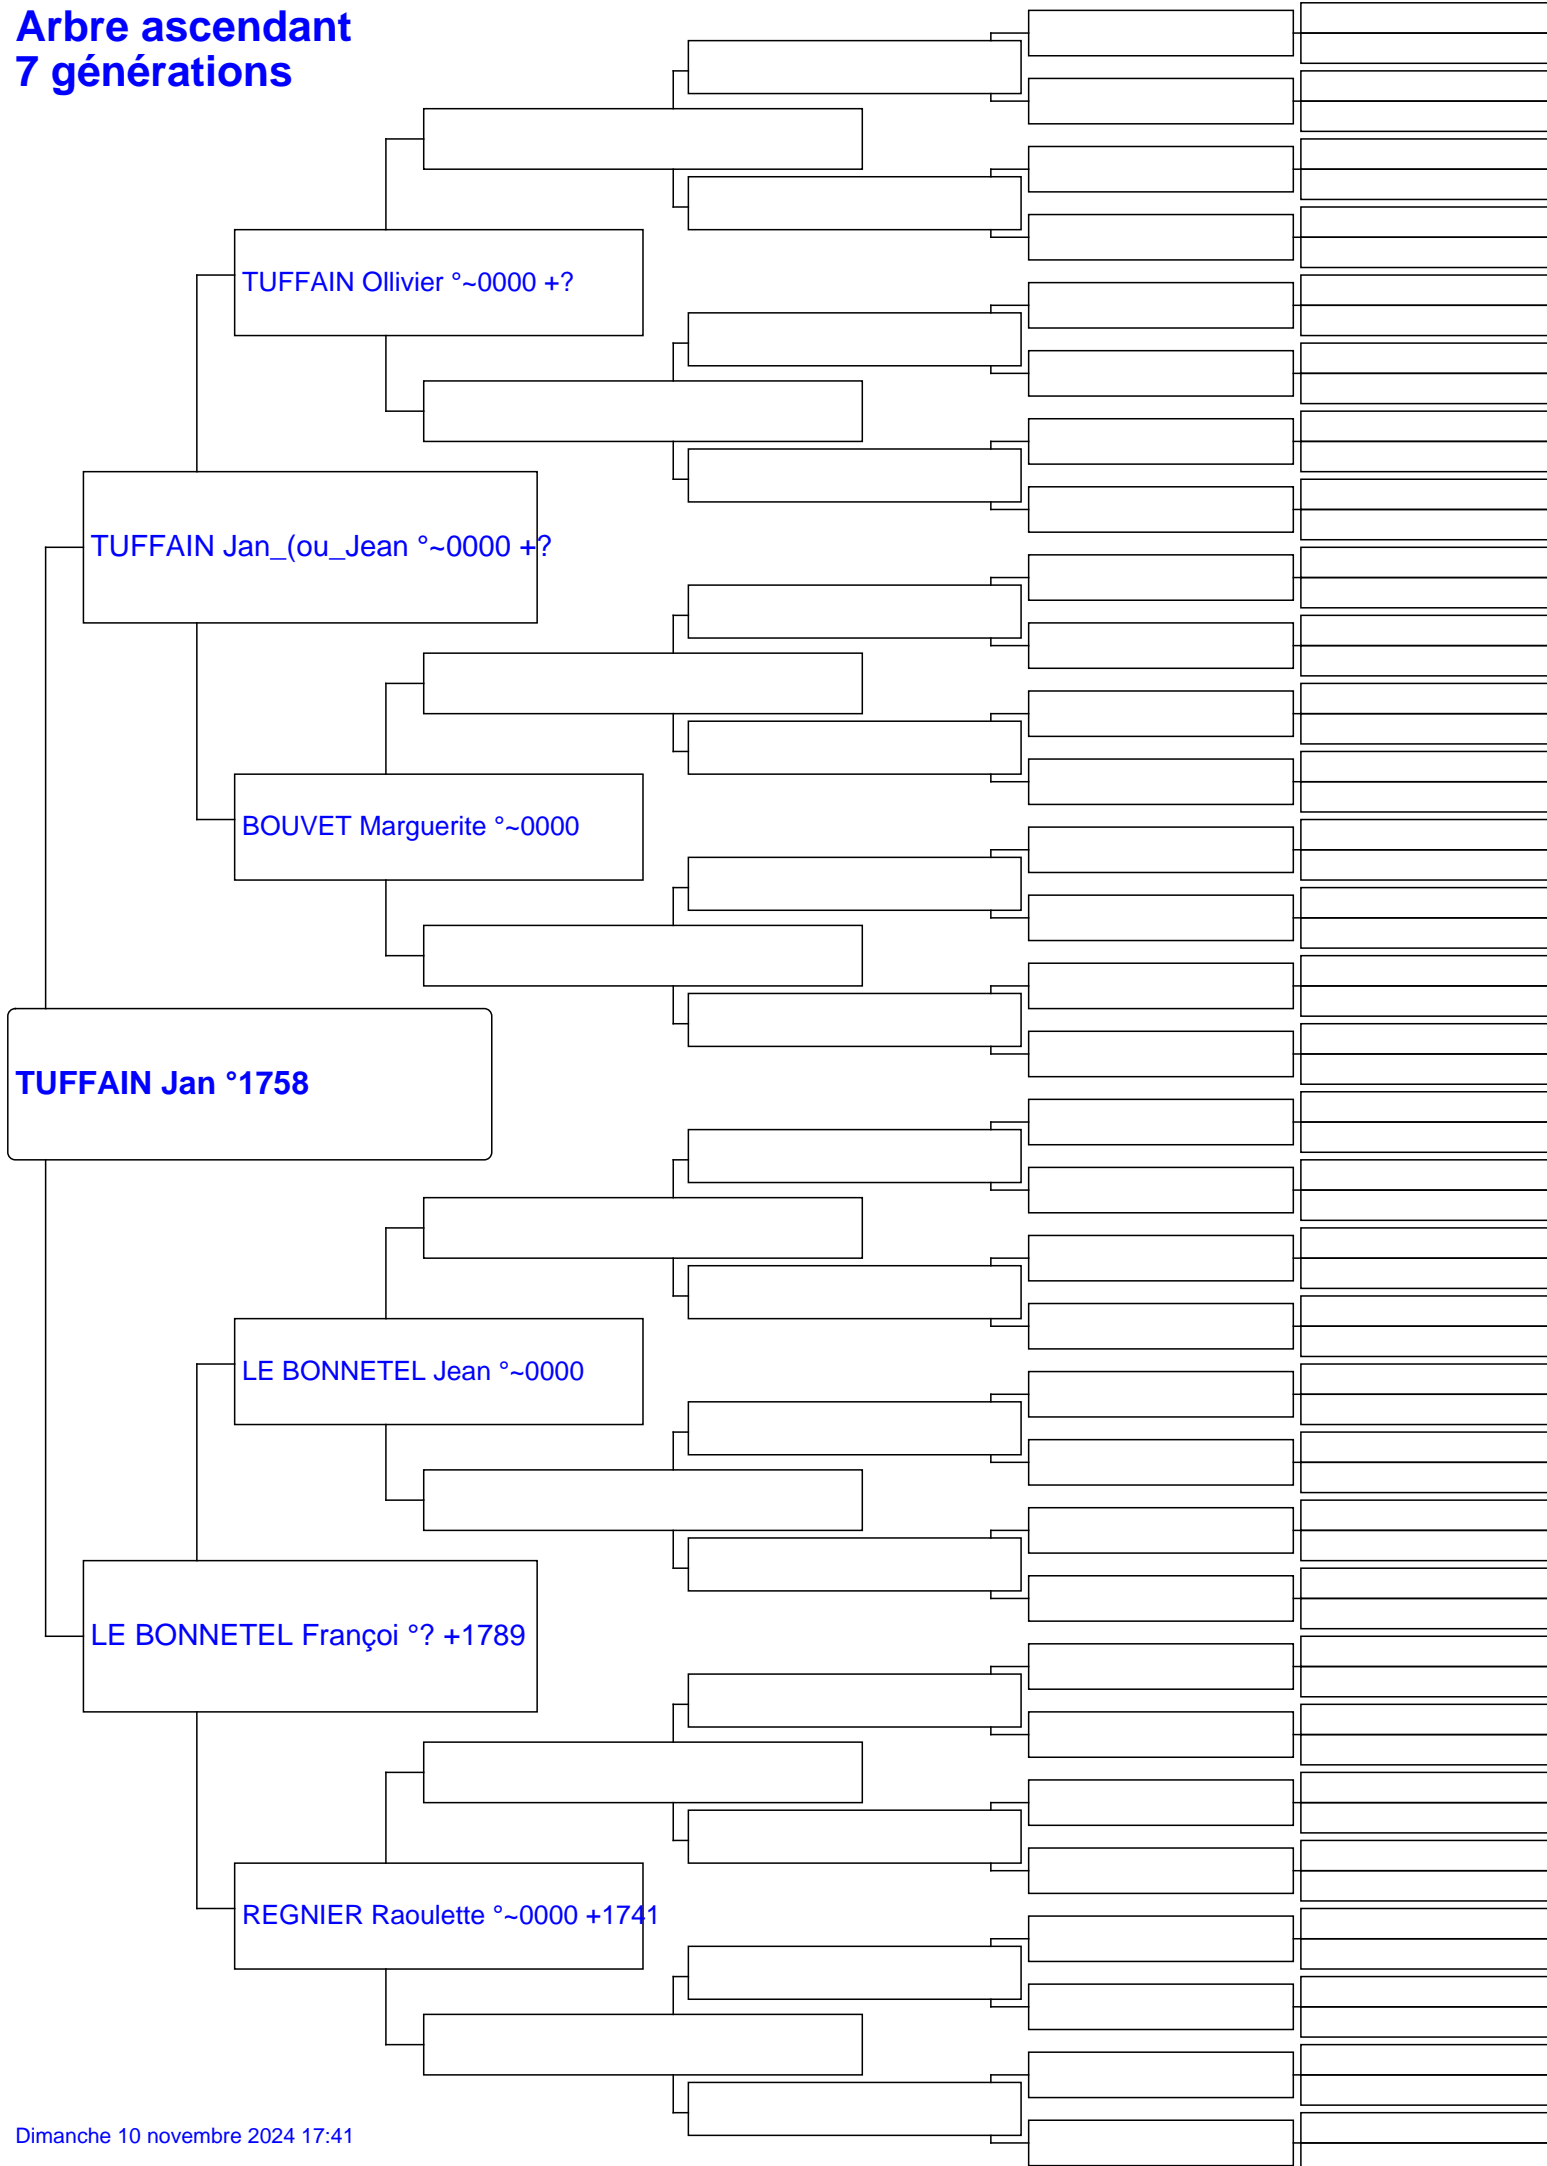 Arbre ascendant
7 générations
TUFFAIN Ollivier °~0000 +?
TUFFAIN Jan_(ou_Jean °~0000 +?
BOUVET Marguerite °~0000
TUFFAIN Jan °1758
LE BONNETEL Jean °~0000
LE BONNETEL Françoi °? +1789
REGNIER Raoulette °~0000 +1741
Dimanche 10 novembre 2024 17:41